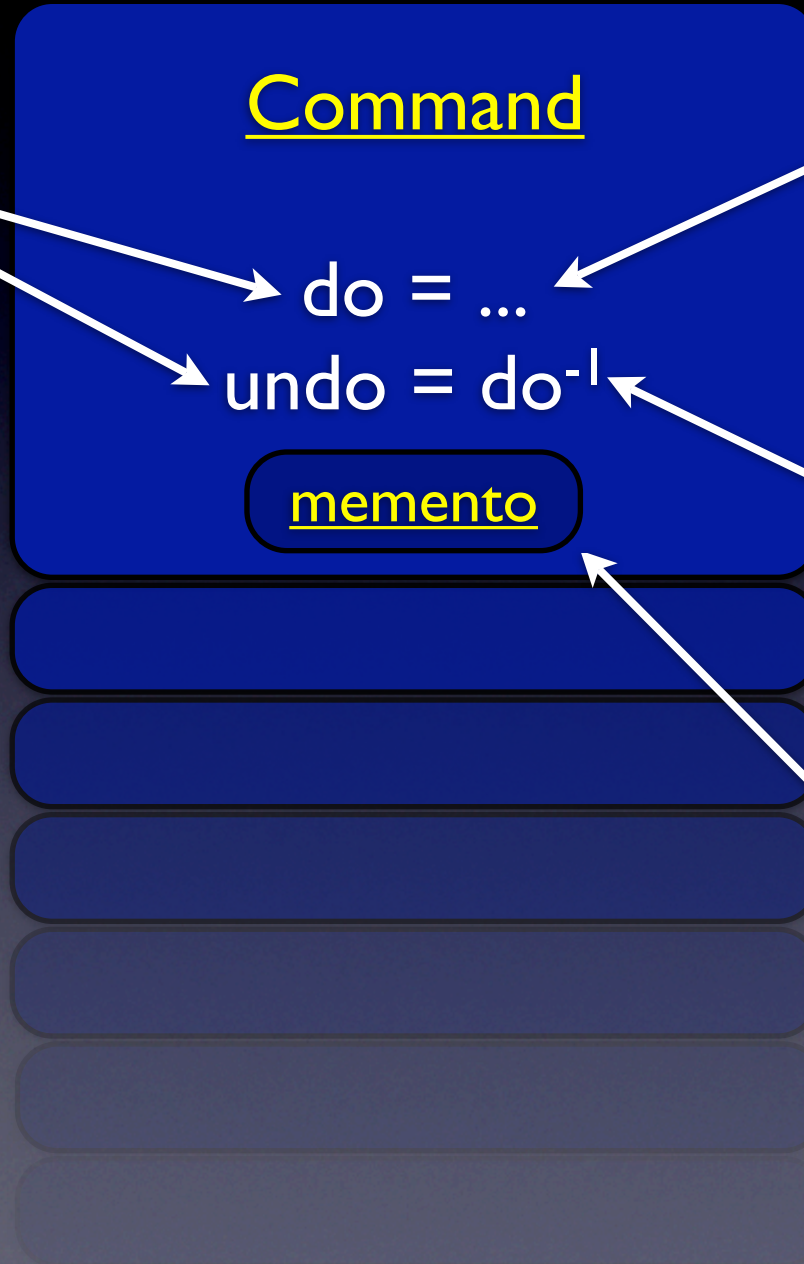 Command
do = ...
undo = do⁻¹
memento